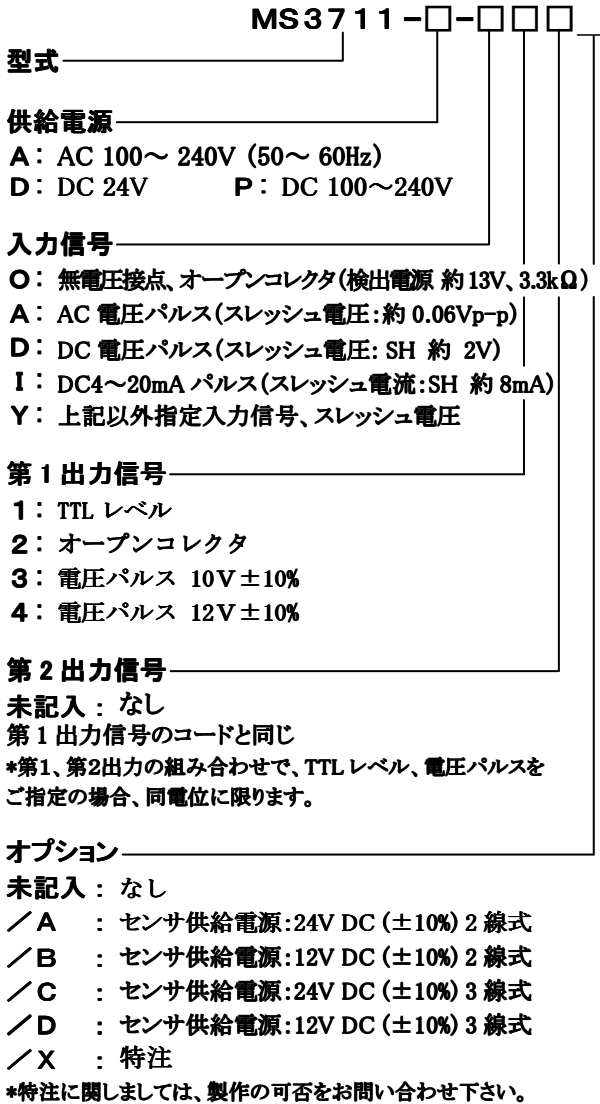 MS3711-□-□□□
型式
供給電源
A： AC 100～ 240V (50～ 60Hz)
D： DC 24V P： DC 100～240V
入力信号
O： 無電圧接点、オープンコレクタ(検出電源 約13V、3.3kΩ)
A： AC 電圧パルス(スレッシュ電圧：約 0.06Vp-p)
D： DC 電圧パルス(スレッシュ電圧： SH 約 2V)
I： DC4～20mA パルス(スレッシュ電流：SH 約 8mA)
Y： 上記以外指定入力信号、スレッシュ電圧
第 1 出力信号
1： TTL レベル
2： オープンコレクタ
3： 電圧パルス 10V±10%
4： 電圧パルス 12V±10%
第 2 出力信号
未記入： なし
第 1 出力信号のコードと同じ
*第1、第2出力の組み合わせで、TTLレベル、電圧パルスを
ご指定の場合、同電位に限ります。
オプション
未記入： なし
／A ： センサ供給電源：24V DC (±10%) 2 線式
／B ： センサ供給電源：12V DC (±10%) 2 線式
／C ： センサ供給電源：24V DC (±10%) 3 線式
／D ： センサ供給電源：12V DC (±10%) 3 線式
／X ： 特注
*特注に関しましては、製作の可否をお問い合わせ下さい。